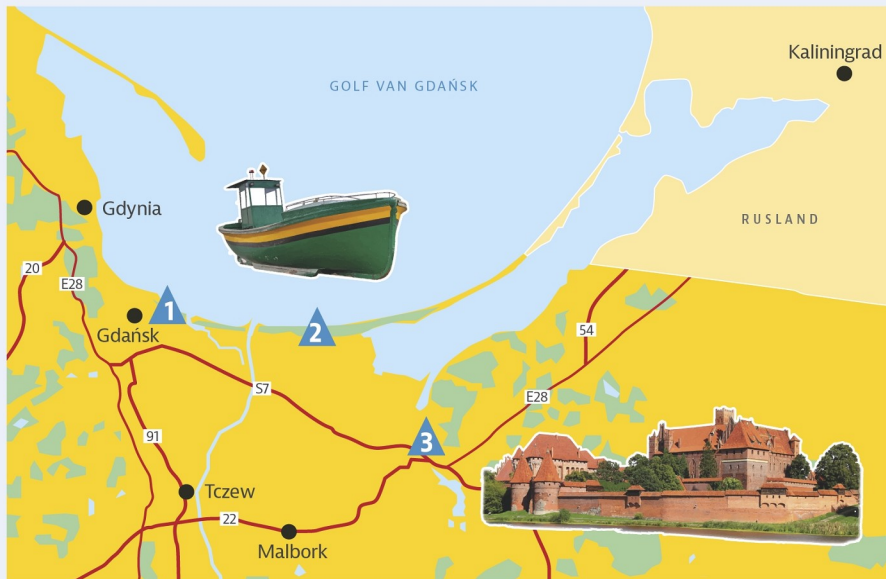 Kaliningrad
GOLF VAN GDAŃSK
Gdynia
RUSLAND
20
E28
1
Gdańsk
2
54
S7
E28
91
3
Tczew
22
Malbork